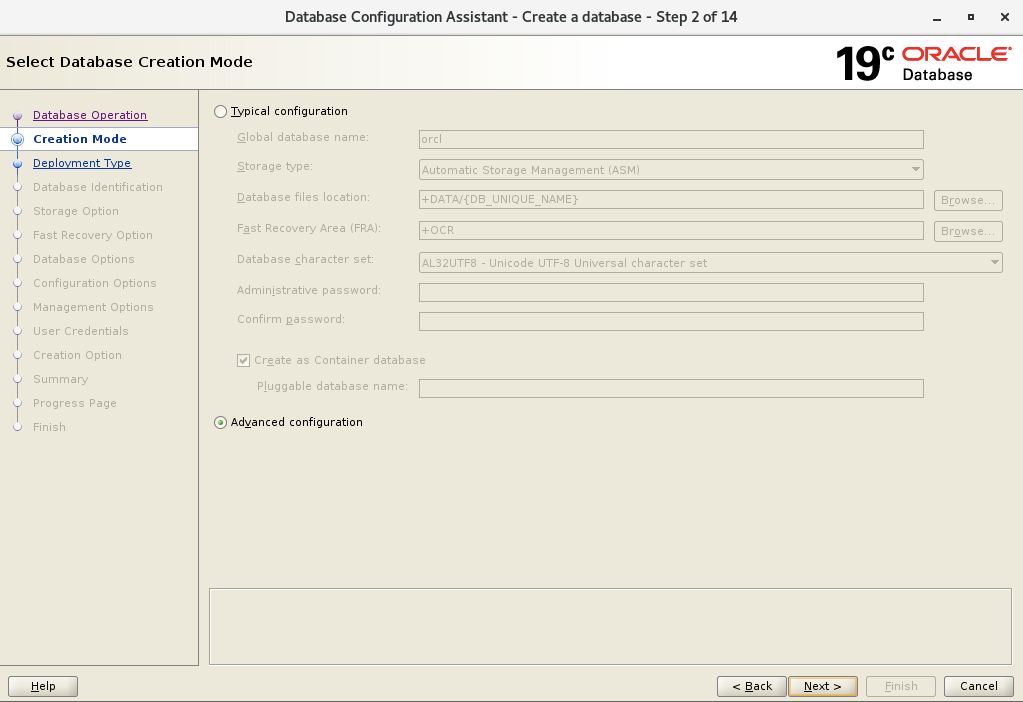 Database Configuration Assistant - Create a database - Step 2 of 14
Select Database Creation Mode
19c ORACLE
Database
Database Operation
Creation Mode
Deployment Type
Database Identification
Storage Option
Fast Recovery Option
Database Options
Configuration Options
Management Options
User Credentials
Creation Option
Summary
Progress Page
Finish
Typical configuration
Global database name: orcl
Storage type: Automatic Storage Management (ASM)
Database files location: +DATA/{DB_UNIQUE_NAME} Browse...
Fast Recovery Area (FRA): +OCR Browse...
Database character set: AL32UTF8 - Unicode UTF-8 Universal character set
Administrative password:
Confirm password:
Create as Container database
Pluggable database name:
Advanced configuration
Help < Back Next > Finish Cancel